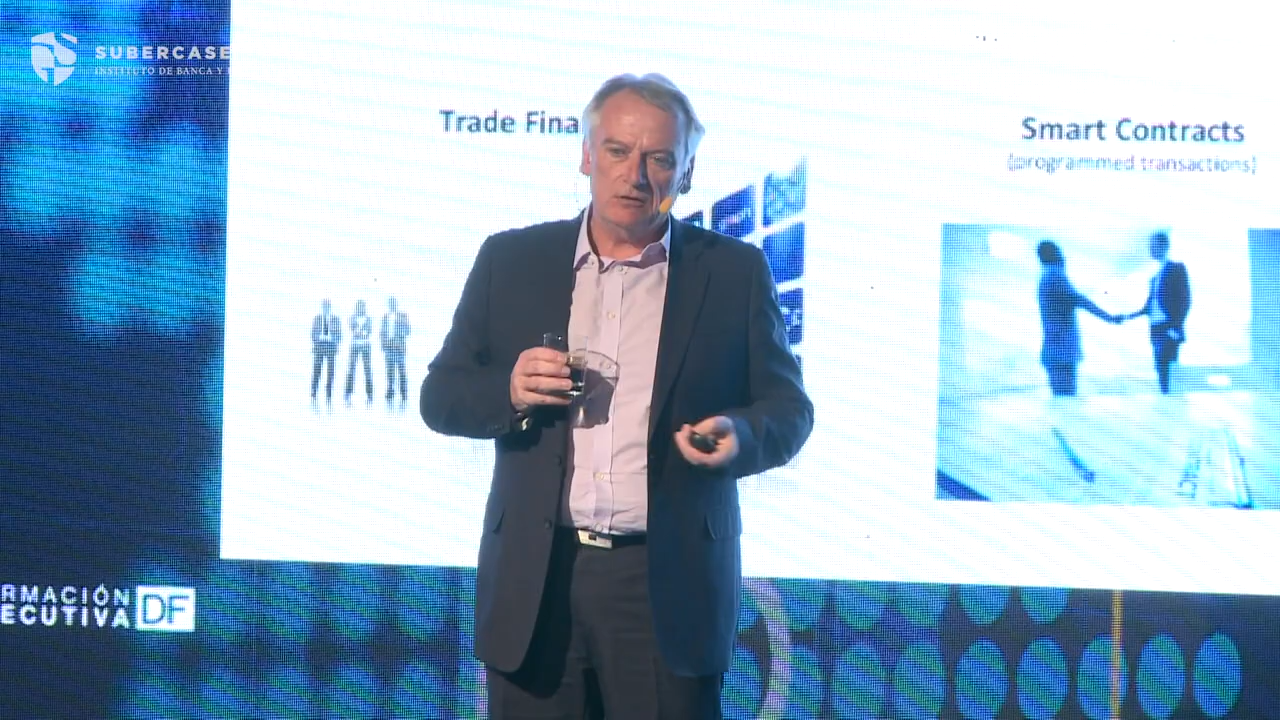 SUBERCASE
INSTITUTO DE BANCA Y
Trade Fina
Smart Contracts
(programmed transactions)
RMACIÓN
ECUTIVA
DF